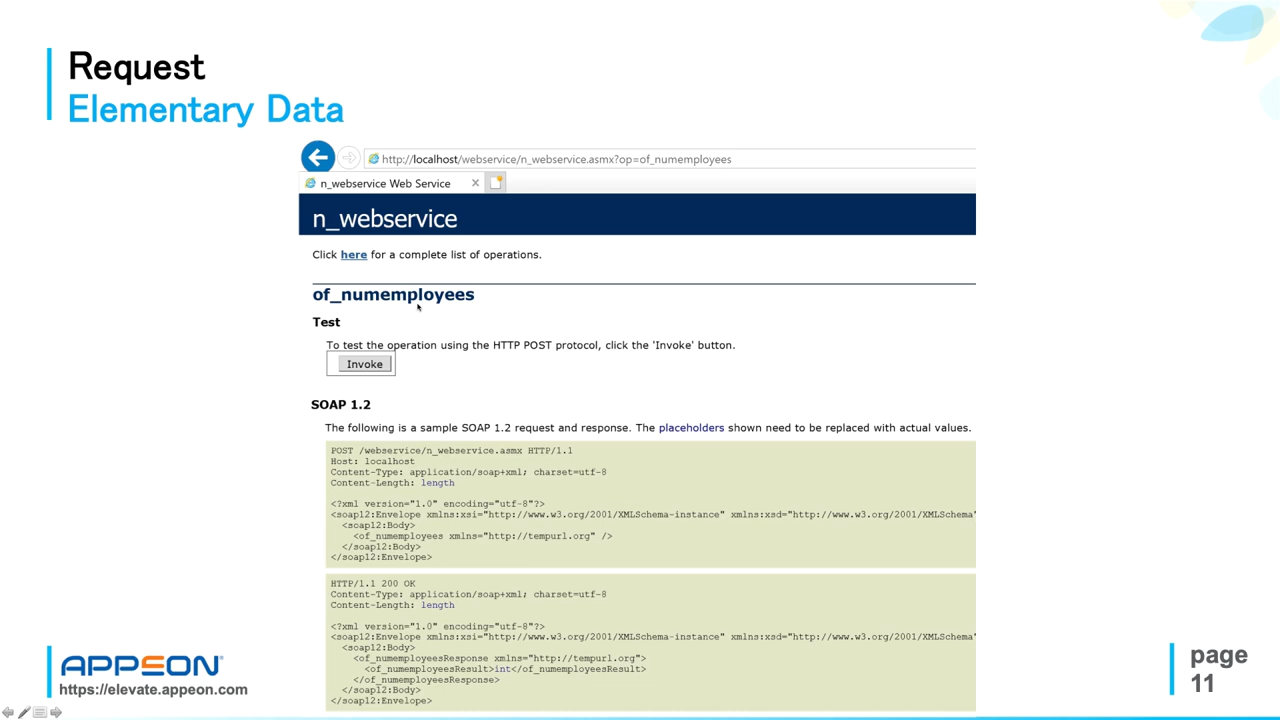 Request
Elementary Data
http://localhost/webservice/n_webservice.asmx?op=of_numemployees
n_webservice Web Service
n_webservice
Click here for a complete list of operations.
of_numemployees
Test
To test the operation using the HTTP POST protocol, click the 'Invoke' button.
Invoke
SOAP 1.2
The following is a sample SOAP 1.2 request and response. The placeholders shown need to be replaced with actual values.
POST /webservice/n_webservice.asmx HTTP/1.1
Host: localhost
Content-Type: application/soap+xml; charset=utf-8
Content-Length: length
<?xml version="1.0" encoding="utf-8"?>
<soap12:Envelope xmlns:xsi="http://www.w3.org/2001/XMLSchema-instance" xmlns:xsd="http://www.w3.org/2001/XMLSchema"
<soap12:Body>
<of_numemployees xmlns="http://tempurl.org" />
</soap12:Body>
</soap12:Envelope>
HTTP/1.1 200 OK
Content-Type: application/soap+xml; charset=utf-8
Content-Length: length
<?xml version="1.0" encoding="utf-8"?>
<soap12:Envelope xmlns:xsi="http://www.w3.org/2001/XMLSchema-instance" xmlns:xsd="http://www.w3.org/2001/XMLSchema"
<soap12:Body>
<of_numemployeesResponse xmlns="http://tempurl.org">
<of_numemployeesResult>int</of_numemployeesResult>
</of_numemployeesResponse>
</soap12:Body>
</soap12:Envelope>
APPEON®
https://elevate.appeon.com
page
11